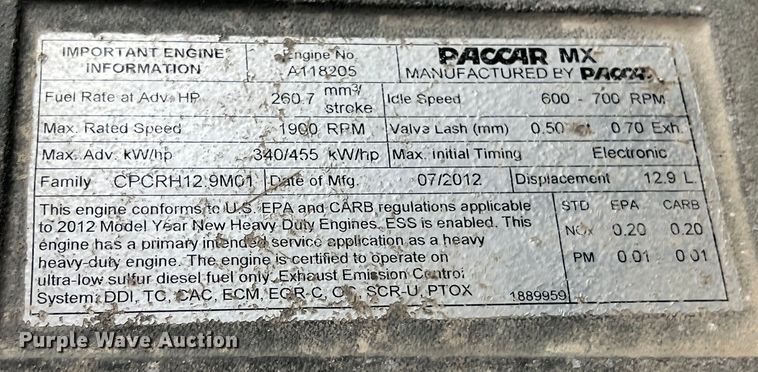 IMPORTANT ENGINE INFORMATION
Engine No. A118205
PACCAR MX
MANUFACTURED BY PACCAR
Fuel Rate at Adv. HP 260.7 mm³/stroke
Idle Speed 600 - 700 RPM
Max. Rated Speed 1900 RPM
Valve Lash (mm) 0.50 0.70 Exh.
Max. Adv. kW/hp 340/455 kW/hp
Max. Initial Timing Electronic
Family CPCRH12.9M01
Date of Mfg. 07/2012
Displacement 12.9 L
This engine conforms to U.S. EPA and CARB regulations applicable
to 2012 Model Year New Heavy Duty Engines. ESS is enabled. This
engine has a primary intended service application as a heavy
heavy-duty engine. The engine is certified to operate on
ultra-low sulfur diesel fuel only. Exhaust Emission Control
System: DDI, TC, CAC, ECM, EGR-C, OC, SCR-U, PTOX
1889959
STD EPA CARB
NOx 0.20 0.20
PM 0.01 0.01
Purple Wave Auction